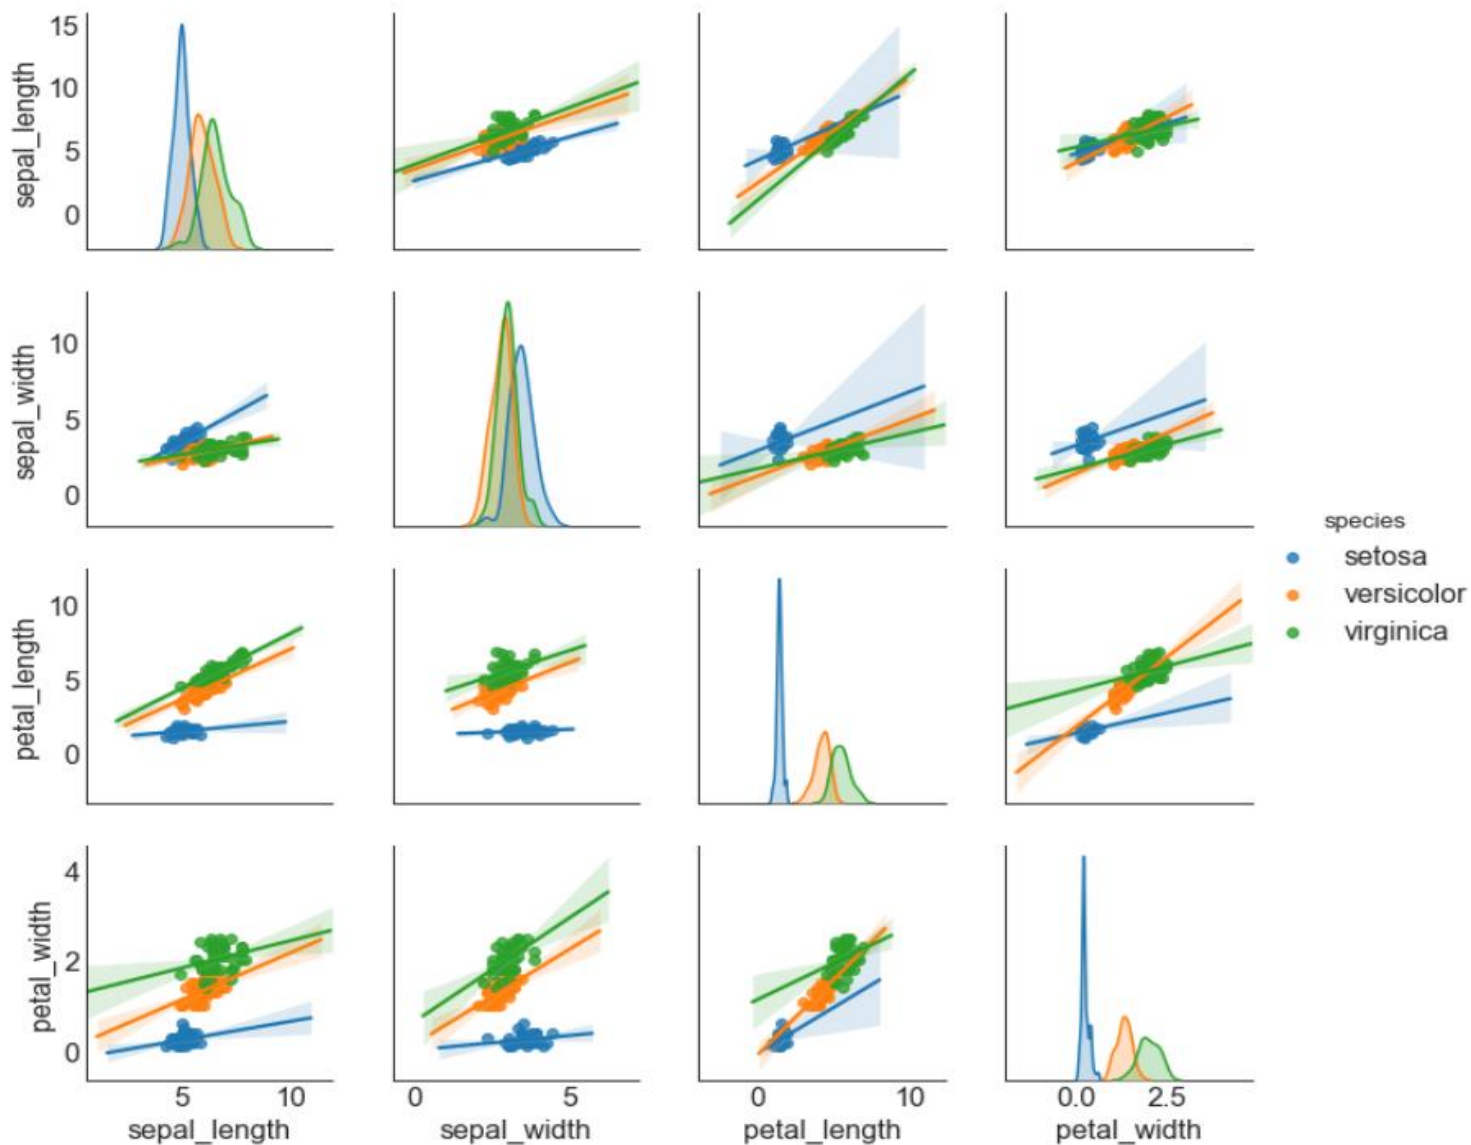 15
10
5
0
sepal_length
10
5
0
sepal_width
species
setosa
versicolor
virginica
10
5
0
petal_length
4
2
0
petal_width
5 10
sepal_length
0 5
sepal_width
0 10
petal_length
0.0 2.5
petal_width